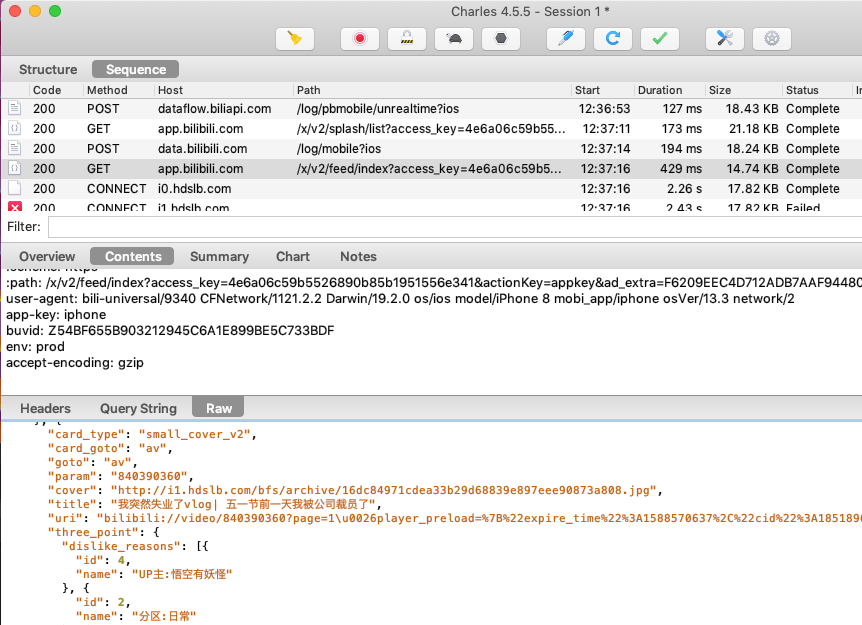 Charles 4.5.5 - Session 1 *
Structure Sequence
Code Method Host Path Start Duration Size Status
200 POST dataflow.biliapi.com /log/pbmobile/unrealtime?ios 12:36:53 127 ms 18.43 KB Complete
200 GET app.bilibili.com /x/v2/splash/list?access_key=4e6a06c59b55... 12:37:11 173 ms 21.18 KB Complete
200 POST data.bilibili.com /log/mobile?ios 12:37:14 194 ms 18.24 KB Complete
200 GET app.bilibili.com /x/v2/feed/index?access_key=4e6a06c59b5... 12:37:16 429 ms 14.74 KB Complete
200 CONNECT i0.hdslb.com 12:37:16 2.26 s 17.82 KB Complete
200 CONNECT i1.hdslb.com 12:37:16 2.43 s 17.82 KB Failed
Filter:
Overview Contents Summary Chart Notes
:scheme: https
:path: /x/v2/feed/index?access_key=4e6a06c59b5526890b85b1951556e341&actionKey=appkey&ad_extra=F6209EEC4D712ADB7AAF94480
user-agent: bili-universal/9340 CFNetwork/1121.2.2 Darwin/19.2.0 os/ios model/iPhone 8 mobi_app/iphone osVer/13.3 network/2
app-key: iphone
buvid: Z54BF655B903212945C6A1E899BE5C733BDF
env: prod
accept-encoding: gzip
Headers Query String Raw
}, {
"card_type": "small_cover_v2",
"card_goto": "av",
"goto": "av",
"param": "840390360",
"cover": "http://i1.hdslb.com/bfs/archive/16dc84971cdea33b29d68839e897eee90873a808.jpg",
"title": "我突然失业了vlog| 五一节前一天我被公司裁员了",
"uri": "bilibili://video/840390360?page=1\u0026player_preload=%7B%22expire_time%22%3A1588570637%2C%22cid%22%3A185189
"three_point": {
"dislike_reasons": [{
"id": 4,
"name": "UP主:悟空有妖怪"
}, {
"id": 2,
"name": "分区:日常"